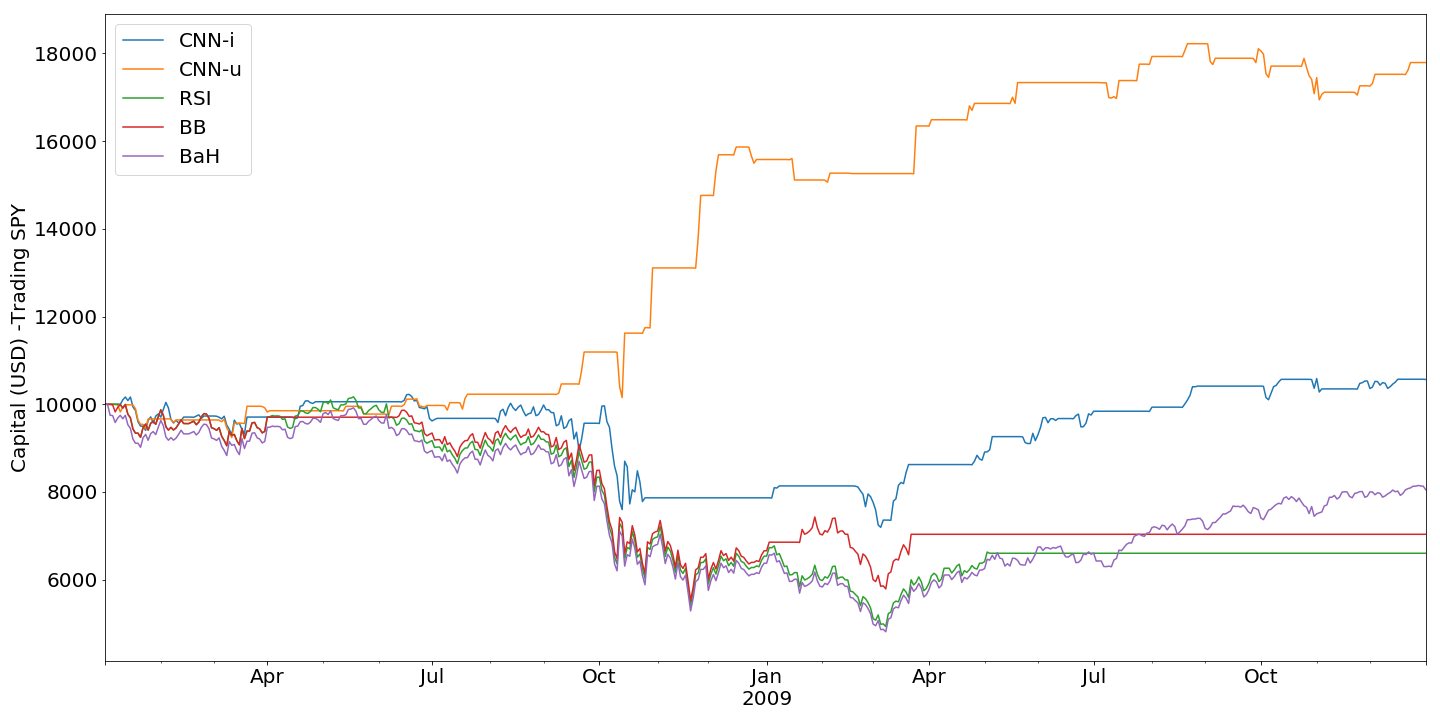 CNN-i
CNN-u
RSI
BB
BaH
18000
16000
14000
12000
10000
8000
6000
Capital (USD) -Trading SPY
Apr
Jul
Oct
Jan
2009
Apr
Jul
Oct